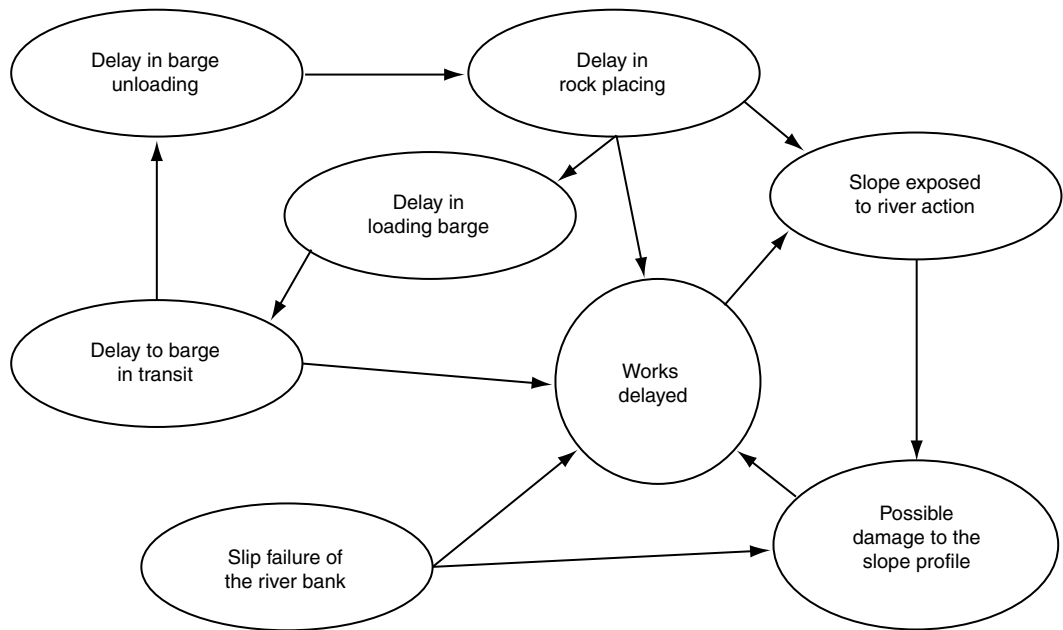 Delay in barge
unloading
Delay in
rock placing
Delay in
loading barge
Slope exposed
to river action
Delay to barge
in transit
Works
delayed
Slip failure of
the river bank
Possible
damage to the
slope profile